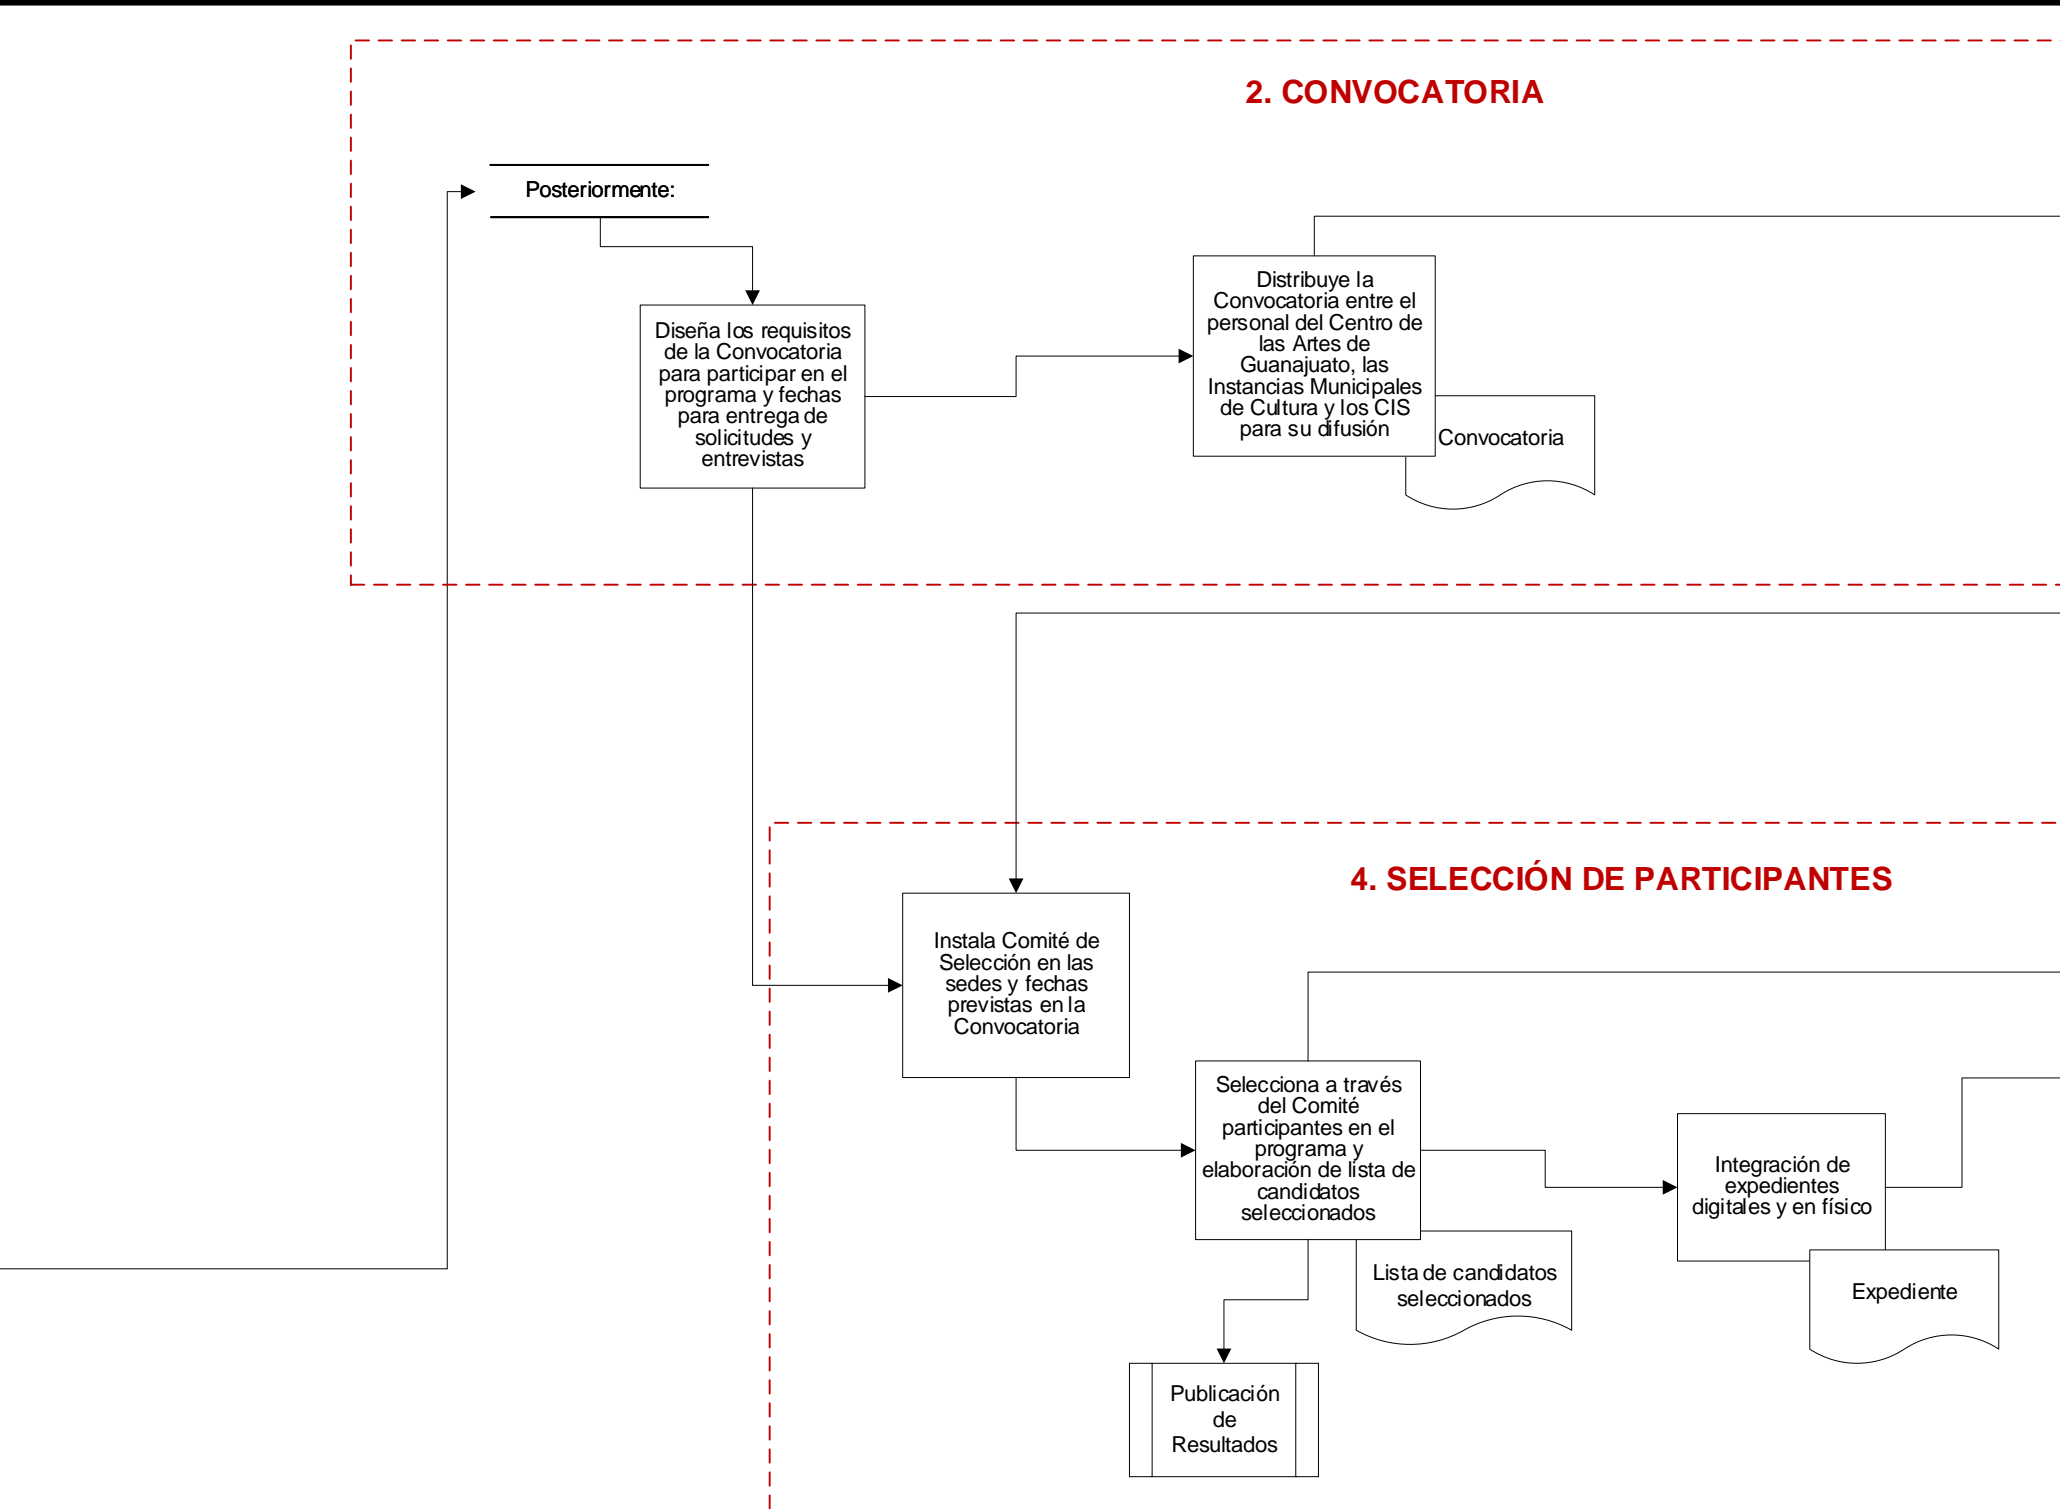 2. CONVOCATORIA
Posteriormente:
Diseña los requisitos
de la Convocatoria
para participar en el
programa y fechas
para entrega de
solicitudes y
entrevistas
Distribuye la
Convocatoria entre el
personal del Centro de
las Artes de
Guanajuato, las
Instancias Municipales
de Cultura y los CIS
para su difusión
Convocatoria
4. SELECCIÓN DE PARTICIPANTES
Instala Comité de
Selección en las
sedes y fechas
previstas en la
Convocatoria
Selecciona a través
del Comité
participantes en el
programa y
elaboración de lista de
candidatos
seleccionados
Lista de candidatos
seleccionados
Integración de
expedientes
digitales y en físico
Expediente
Publicación
de
Resultados